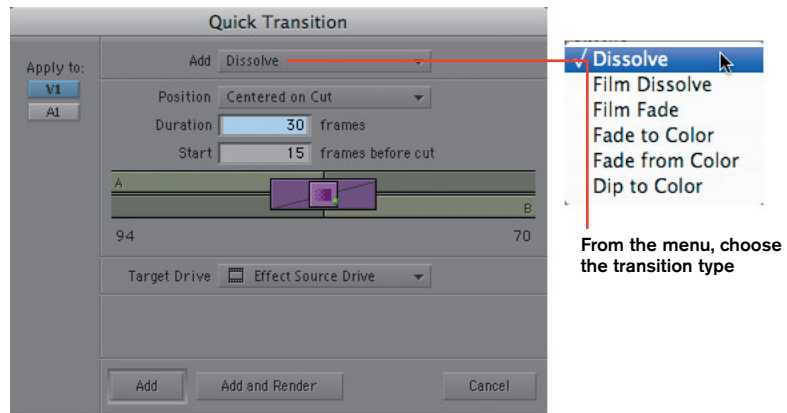 Quick Transition
Apply to:
V1
A1
Add Dissolve
Position Centered on Cut
Duration 30 frames
Start 15 frames before cut
A
B
94 70
Target Drive Effect Source Drive
Add Add and Render Cancel
√ Dissolve
Film Dissolve
Film Fade
Fade to Color
Fade from Color
Dip to Color
From the menu, choose
the transition type